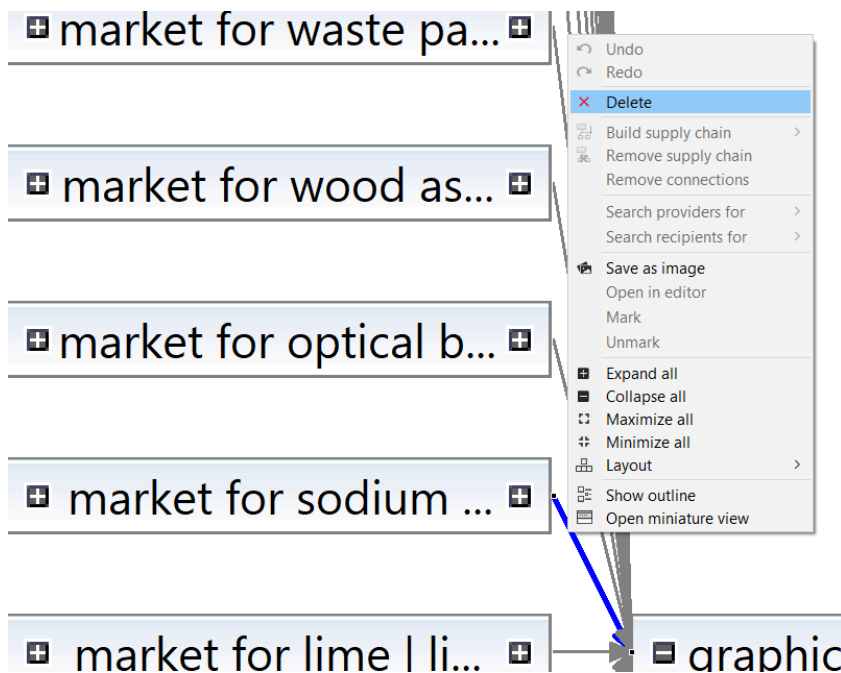 market for waste pa...
market for wood as...
market for optical b...
market for sodium ...
market for lime | li...
graphic
Undo
Redo
Delete
Build supply chain
Remove supply chain
Remove connections
Search providers for
Search recipients for
Save as image
Open in editor
Mark
Unmark
Expand all
Collapse all
Maximize all
Minimize all
Layout
Show outline
Open miniature view